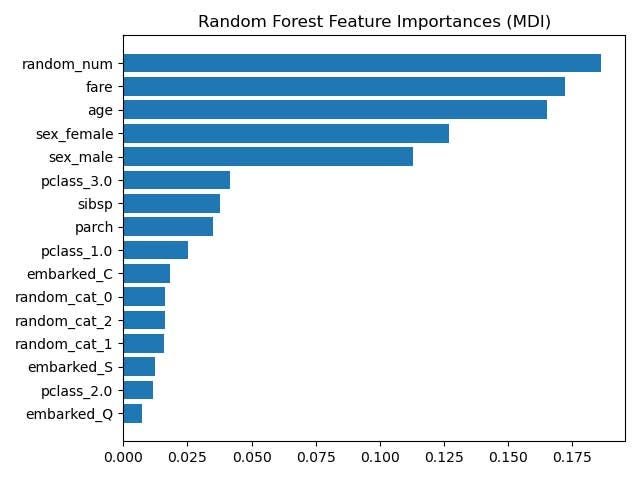 Random Forest Feature Importances (MDI)
random_num
fare
age
sex_female
sex_male
pclass_3.0
sibsp
parch
pclass_1.0
embarked_C
random_cat_0
random_cat_2
random_cat_1
embarked_S
pclass_2.0
embarked_Q
0.000 0.025 0.050 0.075 0.100 0.125 0.150 0.175